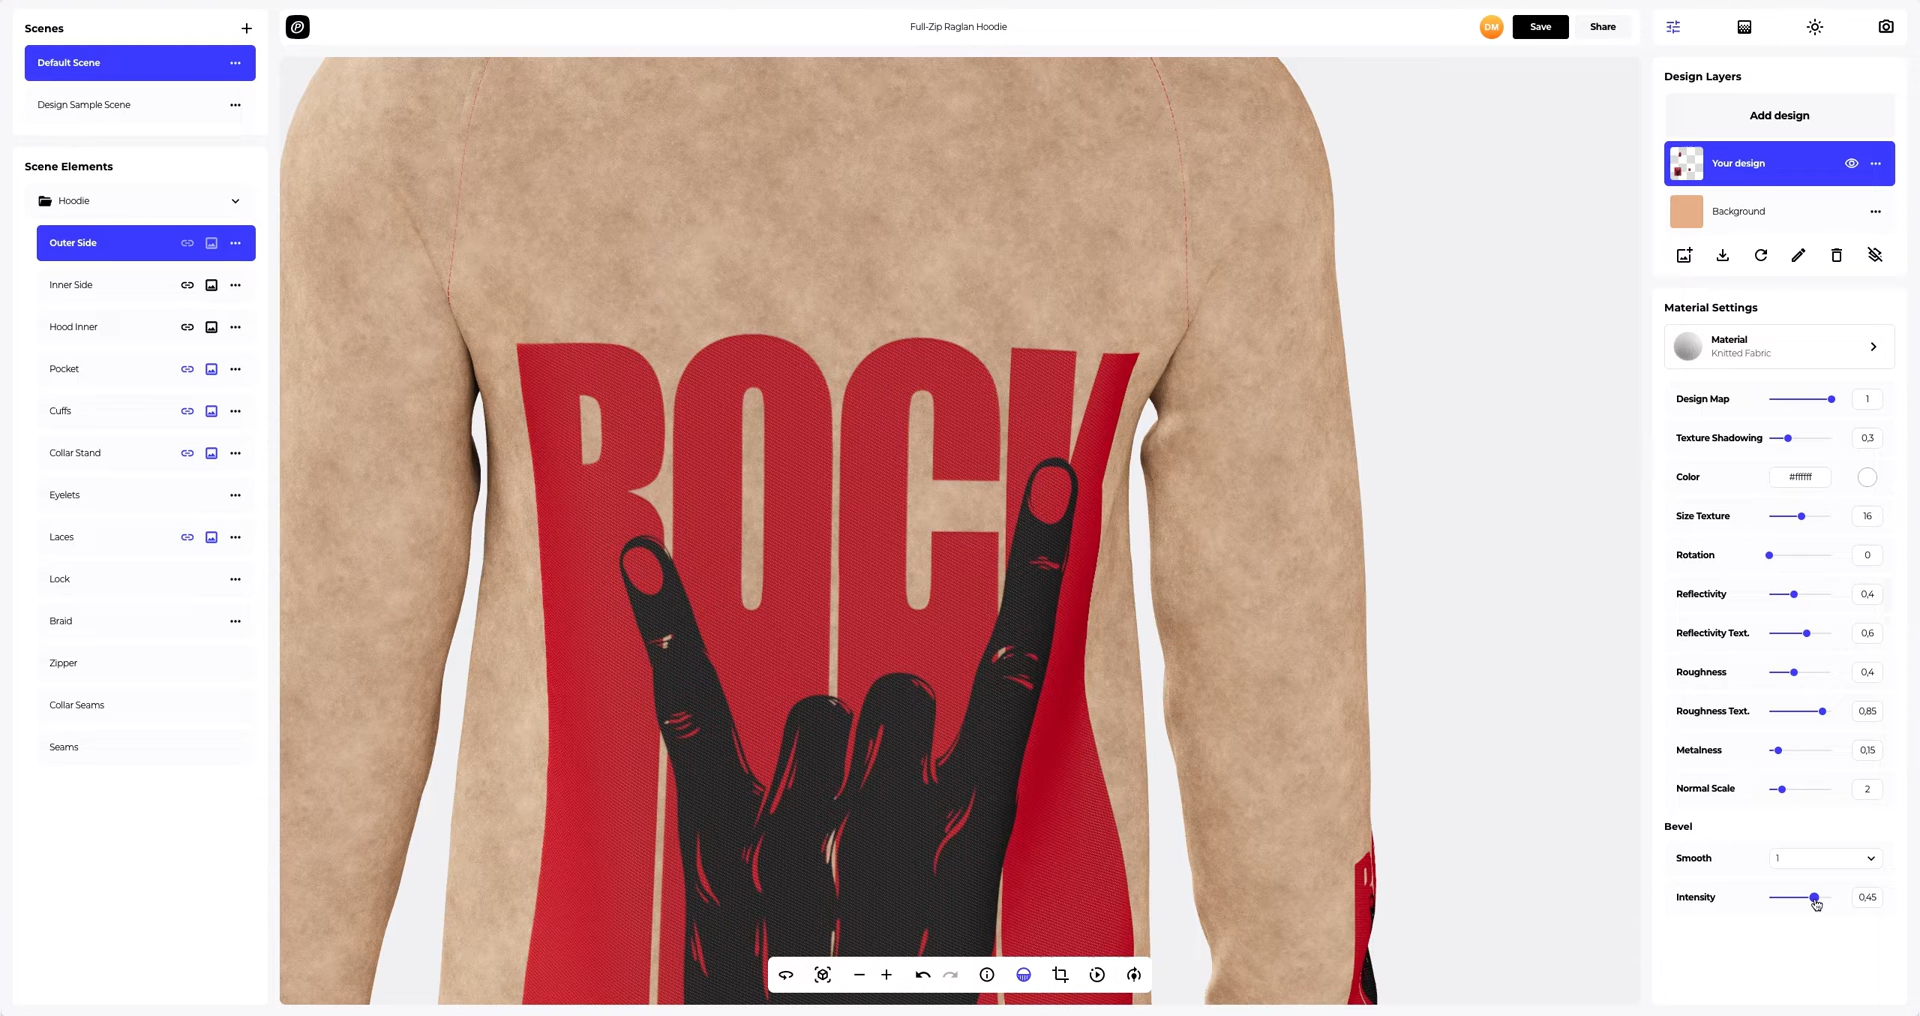 Scenes
Default Scene
Design Sample Scene
Scene Elements
Hoodie
Outer Side
Inner Side
Hood Inner
Pocket
Cuffs
Collar Stand
Eyelets
Laces
Lock
Braid
Zipper
Collar Seams
Seams
Full-Zip Raglan Hoodie
DM
Save
Share
ROCK
Design Layers
Add design
Your design
Background
Material Settings
Material
Knitted Fabric
Design Map 1
Texture Shadowing 0,3
Color #ffffff
Size Texture 16
Rotation 0
Reflectivity 0,4
Reflectivity Text. 0,6
Roughness 0,4
Roughness Text. 0,85
Metalness 0,15
Normal Scale 2
Bevel
Smooth 1
Intensity 0,45